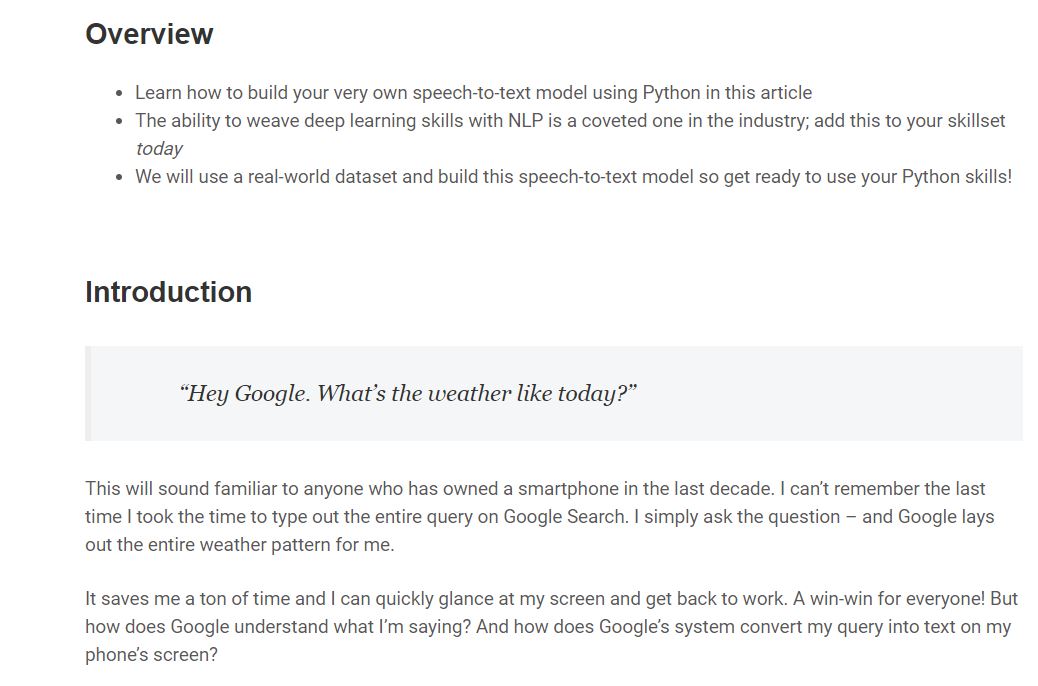 Overview
• Learn how to build your very own speech-to-text model using Python in this article
• The ability to weave deep learning skills with NLP is a coveted one in the industry; add this to your skillset
today
• We will use a real-world dataset and build this speech-to-text model so get ready to use your Python skills!
Introduction
“Hey Google. What’s the weather like today?”
This will sound familiar to anyone who has owned a smartphone in the last decade. I can’t remember the last
time I took the time to type out the entire query on Google Search. I simply ask the question – and Google lays
out the entire weather pattern for me.
It saves me a ton of time and I can quickly glance at my screen and get back to work. A win-win for everyone! But
how does Google understand what I’m saying? And how does Google’s system convert my query into text on my
phone’s screen?